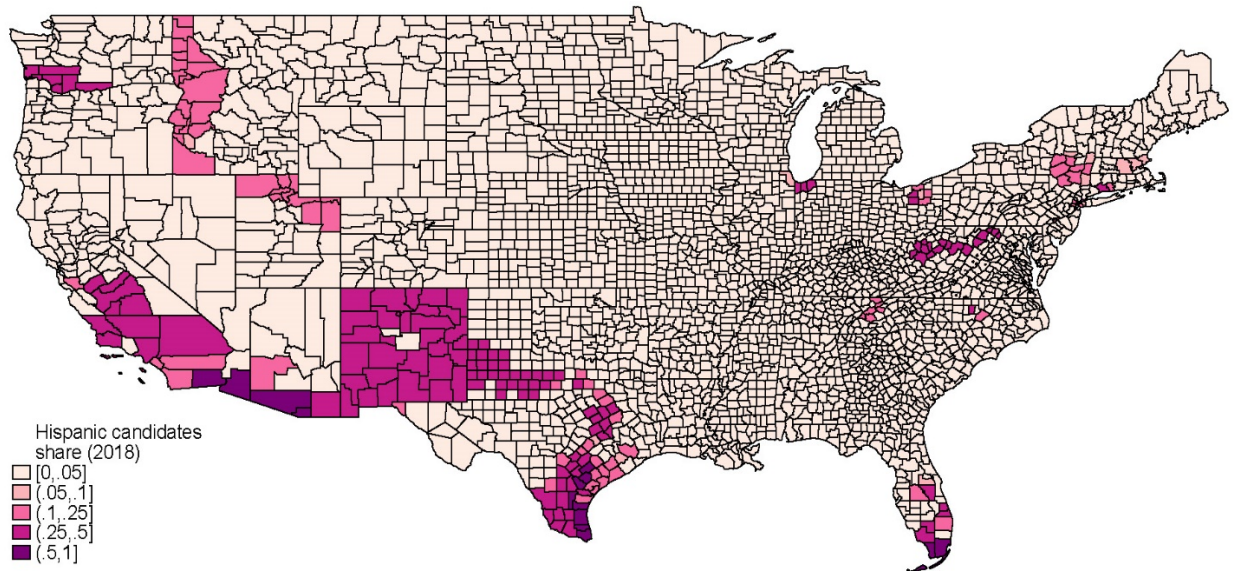 Hispanic candidates
share (2018)
[0,.05]
(.05,.1]
(.1,.25]
(.25,.5]
(.5,1]